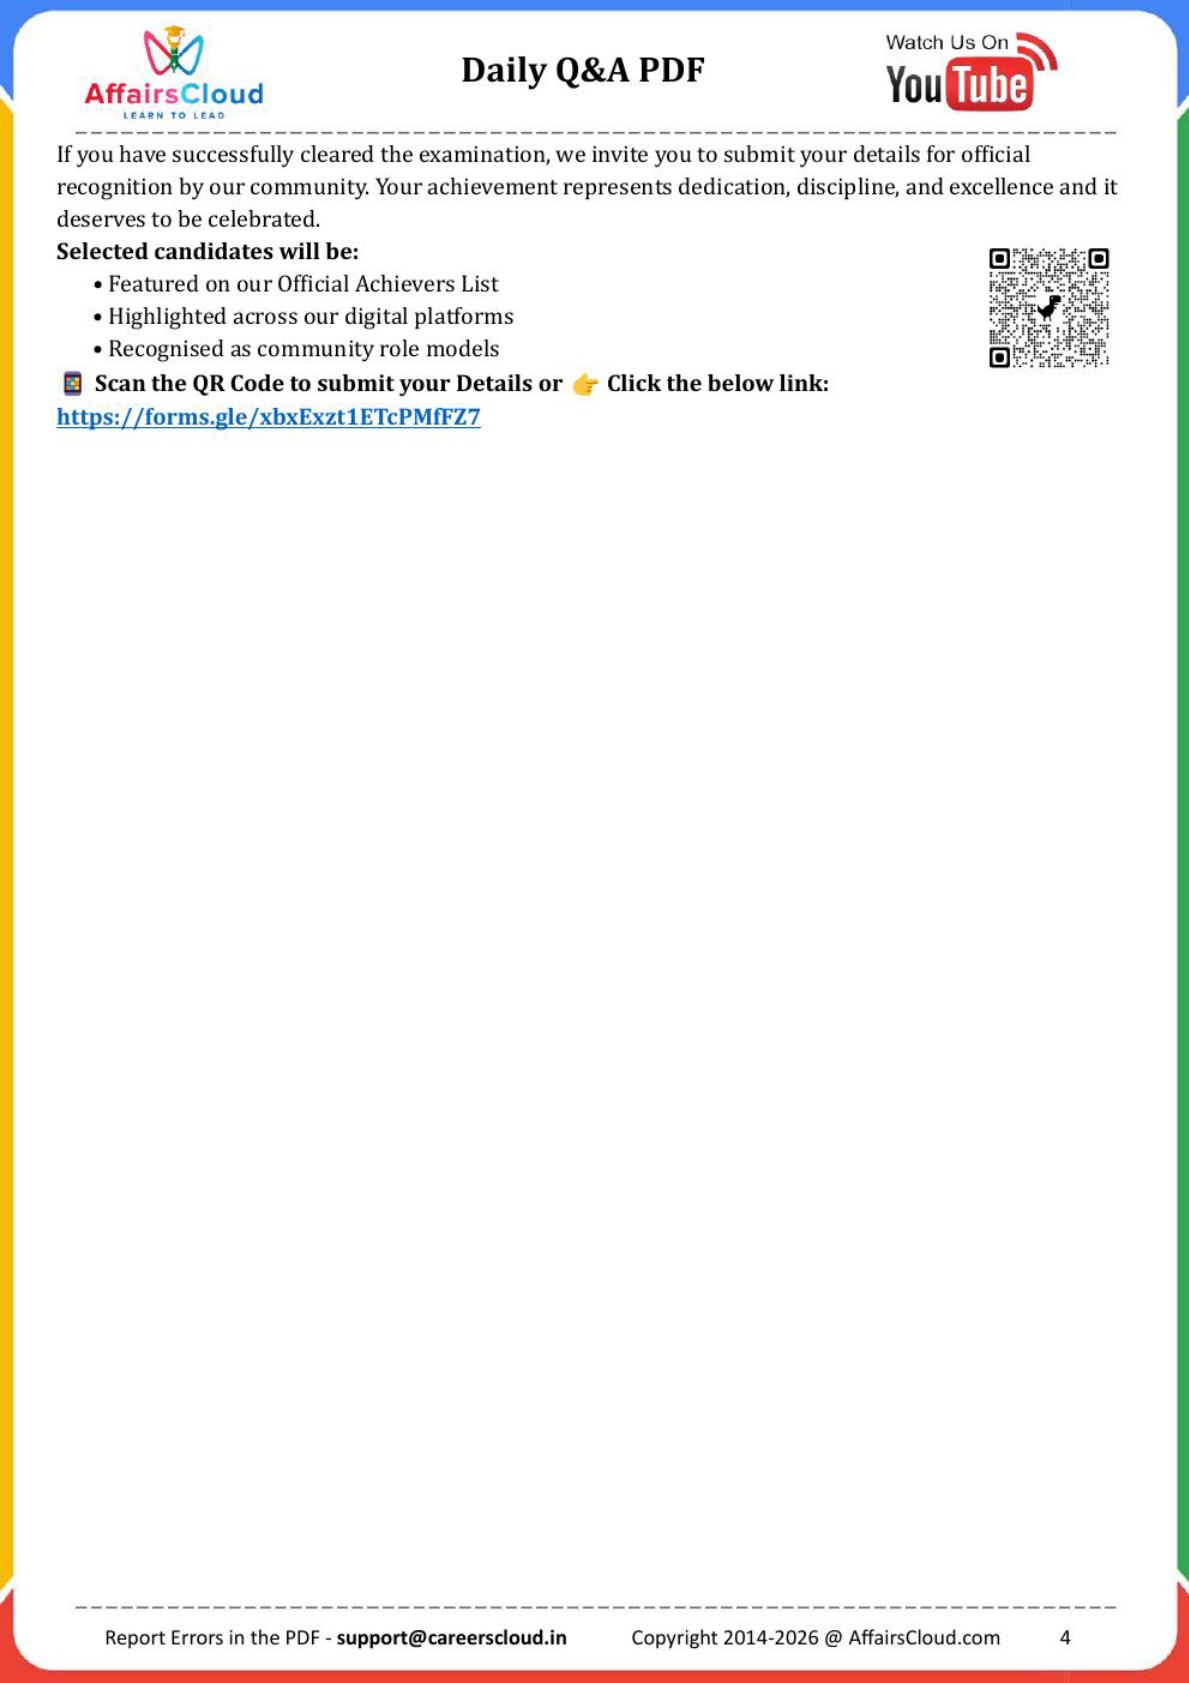 AffairsCloud
LEARN TO LEAD
Daily Q&A PDF
Watch Us On
YouTube
If you have successfully cleared the examination, we invite you to submit your details for official
recognition by our community. Your achievement represents dedication, discipline, and excellence and it
deserves to be celebrated.
Selected candidates will be:
• Featured on our Official Achievers List
• Highlighted across our digital platforms
• Recognised as community role models
Scan the QR Code to submit your Details or 👉 Click the below link:
https://forms.gle/xbxExzt1ETcPMfFZ7
Report Errors in the PDF - support@careerscloud.in Copyright 2014-2026 @ AffairsCloud.com 4